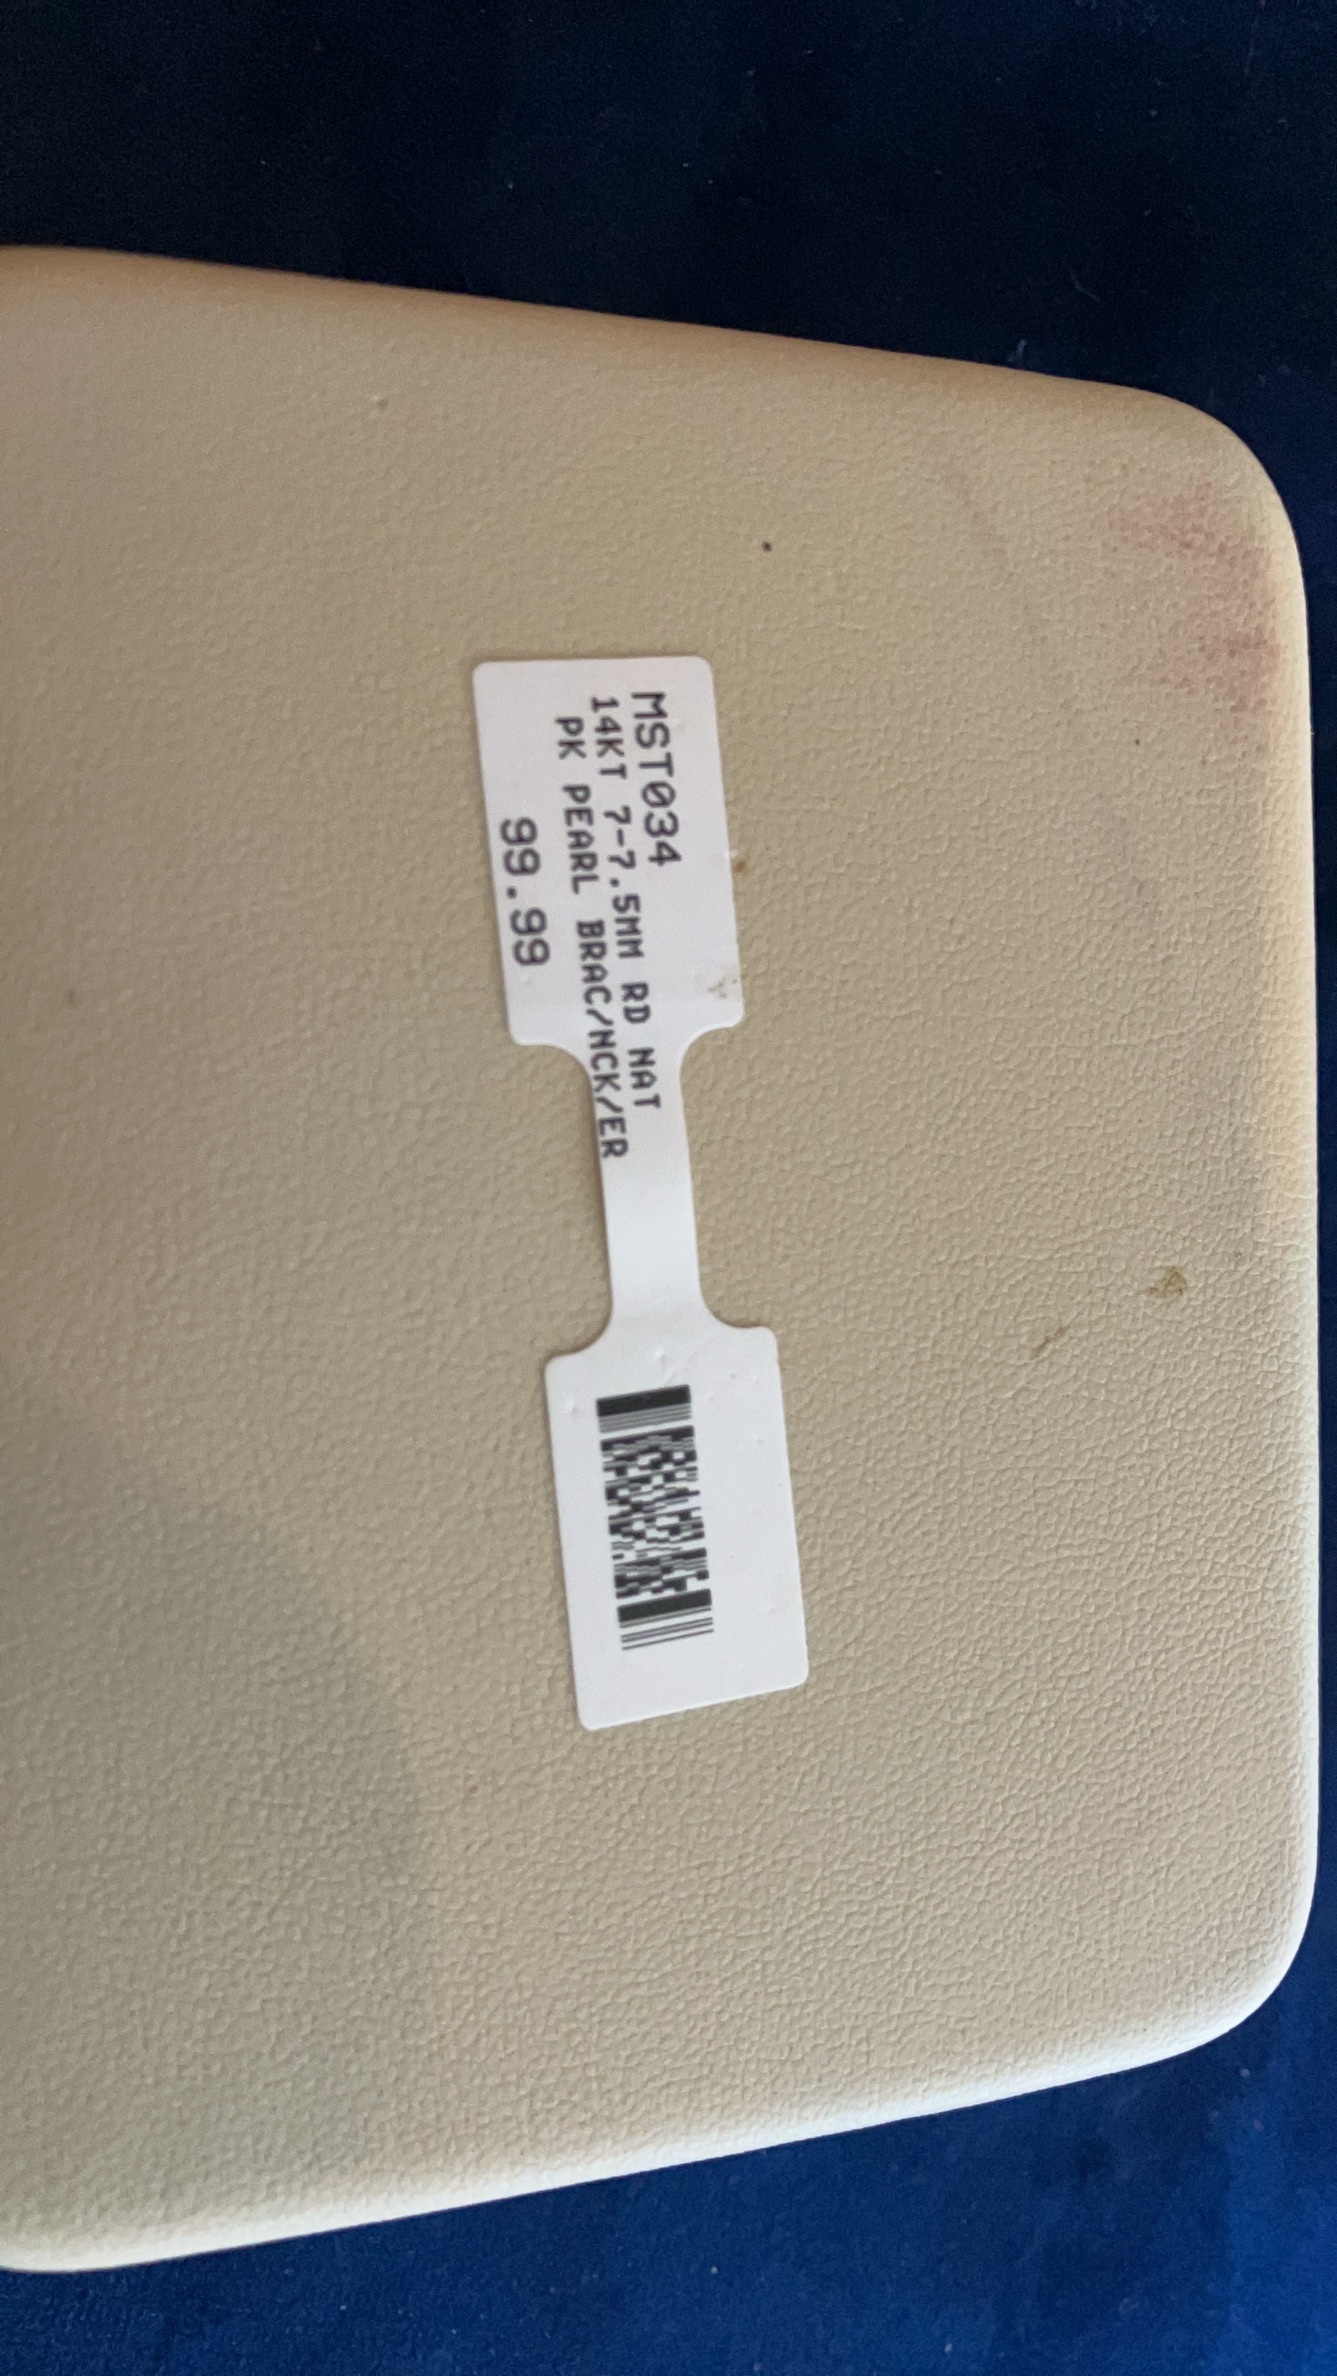 MST034
14KT 7-7.5MM RD NAT
PK PEARL BRAC/NCK/ER
99.99